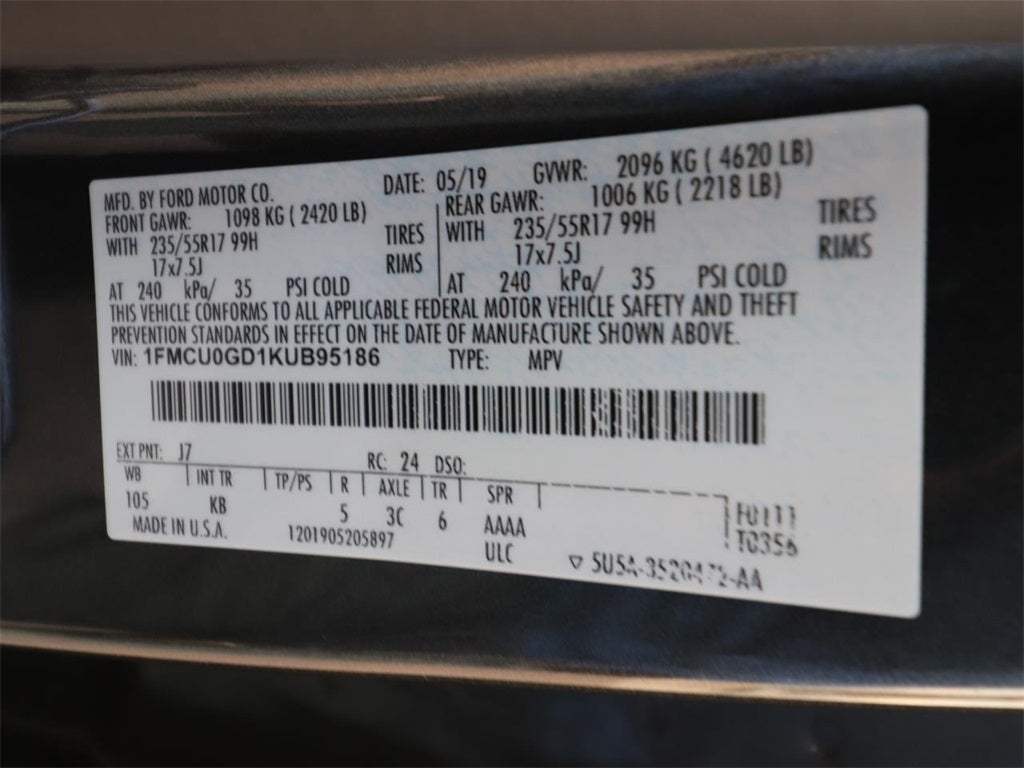 MFD. BY FORD MOTOR CO. DATE: 05/19 GVWR: 2096 KG ( 4620 LB)
FRONT GAWR: 1098 KG ( 2420 LB) REAR GAWR: 1006 KG ( 2218 LB)
WITH 235/55R17 99H TIRES WITH 235/55R17 99H TIRES
17x7.5J RIMS 17x7.5J RIMS
AT 240 kPa/ 35 PSI COLD AT 240 kPa/ 35 PSI COLD
THIS VEHICLE CONFORMS TO ALL APPLICABLE FEDERAL MOTOR VEHICLE SAFETY AND THEFT
PREVENTION STANDARDS IN EFFECT ON THE DATE OF MANUFACTURE SHOWN ABOVE.
VIN: 1FMCU0GD1KUB95186 TYPE: MPV
EXT PNT: J7 RC: 24 DSO:
WB INT TR TP/PS R AXLE TR SPR
105 KB 5 3C 6 AAAA
MADE IN U.S.A. 1201905205897 ULC
T0356
▽